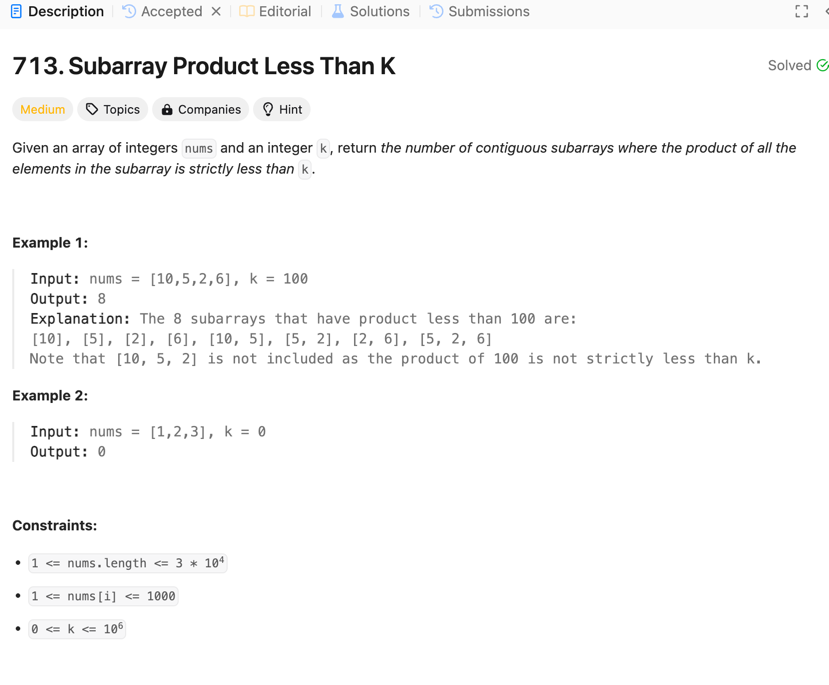 Description Accepted Editorial Solutions Submissions
713. Subarray Product Less Than K
Solved
Medium Topics Companies Hint
Given an array of integers nums and an integer k, return the number of contiguous subarrays where the product of all the
elements in the subarray is strictly less than k.
Example 1:
Input: nums = [10,5,2,6], k = 100
Output: 8
Explanation: The 8 subarrays that have product less than 100 are:
[10], [5], [2], [6], [10, 5], [5, 2], [2, 6], [5, 2, 6]
Note that [10, 5, 2] is not included as the product of 100 is not strictly less than k.
Example 2:
Input: nums = [1,2,3], k = 0
Output: 0
Constraints:
• 1 <= nums.length <= 3 * 10⁴
• 1 <= nums[i] <= 1000
• 0 <= k <= 10⁶